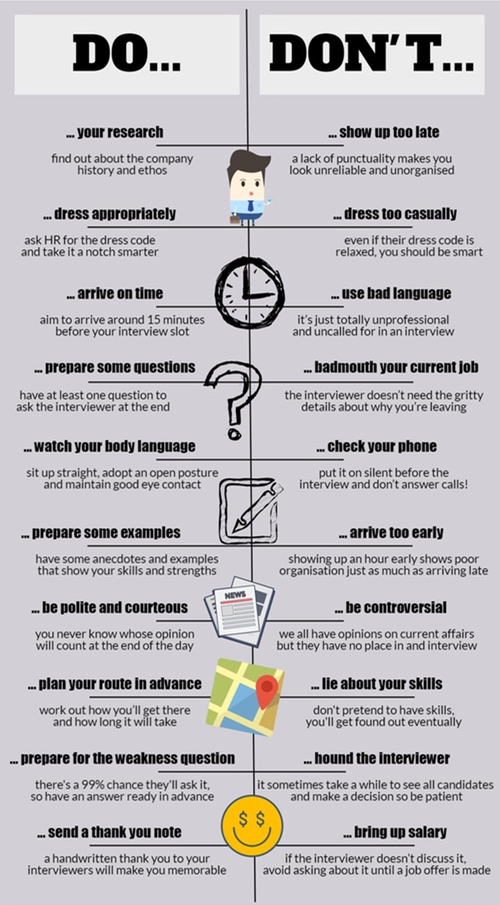 DO...
DON'T...
... your research
find out about the company
history and ethos
... show up too late
a lack of punctuality makes you
look unreliable and unorganised
... dress appropriately
ask HR for the dress code
and take it a notch smarter
... dress too casually
even if their dress code is
relaxed, you should be smart
... arrive on time
aim to arrive around 15 minutes
before your interview slot
... use bad language
it's just totally unprofessional
and uncalled for in an interview
... prepare some questions
have at least one question to
ask the interviewer at the end
... badmouth your current job
the interviewer doesn't need the gritty
details about why you're leaving
... watch your body language
sit up straight, adopt an open posture
and maintain good eye contact
... check your phone
put it on silent before the
interview and don't answer calls!
... prepare some examples
have some anecdotes and examples
that show your skills and strengths
... arrive too early
showing up an hour early shows poor
organisation just as much as arriving late
NEWS
... be polite and courteous
you never know whose opinion
will count at the end of the day
... be controversial
we all have opinions on current affairs
but they have no place in and interview
... plan your route in advance
work out how you'll get there
and how long it will take
... lie about your skills
don't pretend to have skills,
you'll get found out eventually
... prepare for the weakness question
there's a 99% chance they'll ask it,
so have an answer ready in advance
... hound the interviewer
it sometimes take a while to see all candidates
and make a decision so be patient
$ $
... send a thank you note
a handwritten thank you to your
interviewers will make you memorable
... bring up salary
if the interviewer doesn't discuss it,
avoid asking about it until a job offer is made